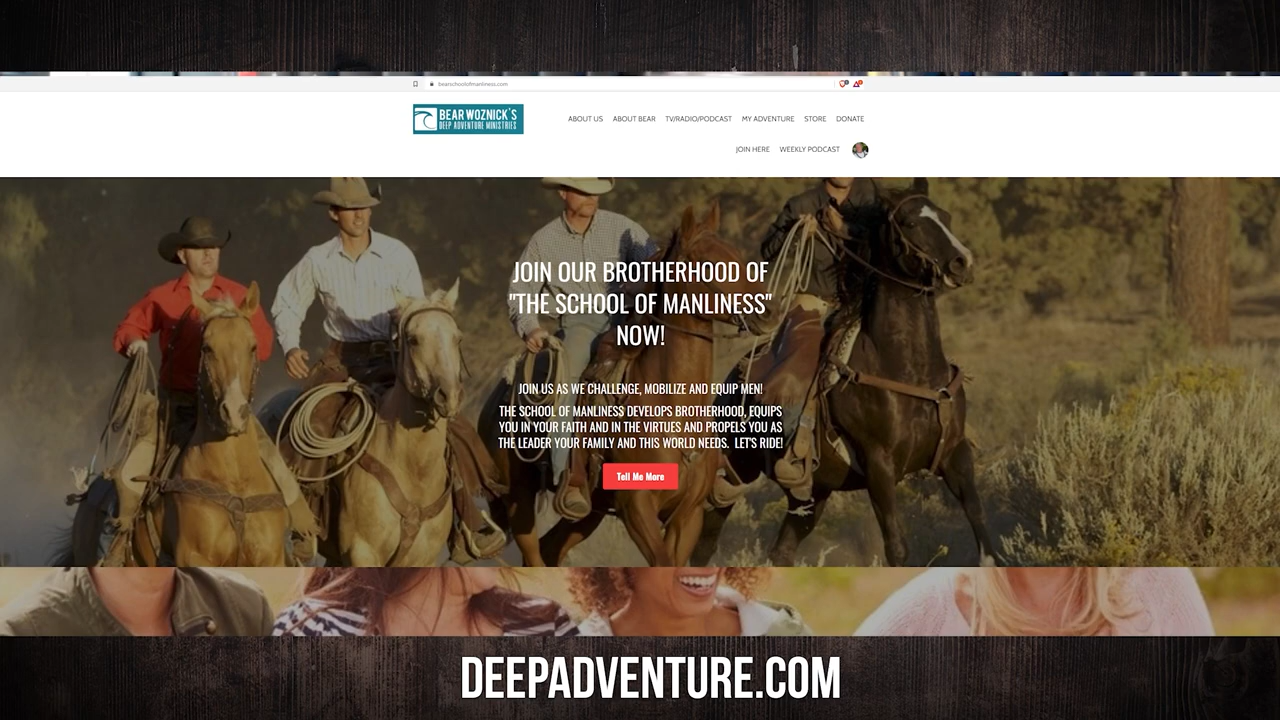 bearschoolofmanliness.com
BEAR WOZNICK'S
DEEP ADVENTURE MINISTRIES
ABOUT US ABOUT BEAR TV/RADIO/PODCAST MY ADVENTURE STORE DONATE
JOIN HERE WEEKLY PODCAST
JOIN OUR BROTHERHOOD OF
"THE SCHOOL OF MANLINESS"
NOW!
JOIN US AS WE CHALLENGE, MOBILIZE AND EQUIP MEN!
THE SCHOOL OF MANLINESS DEVELOPS BROTHERHOOD, EQUIPS
YOU IN YOUR FAITH AND IN THE VIRTUES AND PROPELS YOU AS
THE LEADER YOUR FAMILY AND THIS WORLD NEEDS. LET'S RIDE!
Tell Me More
DEEPADVENTURE.COM